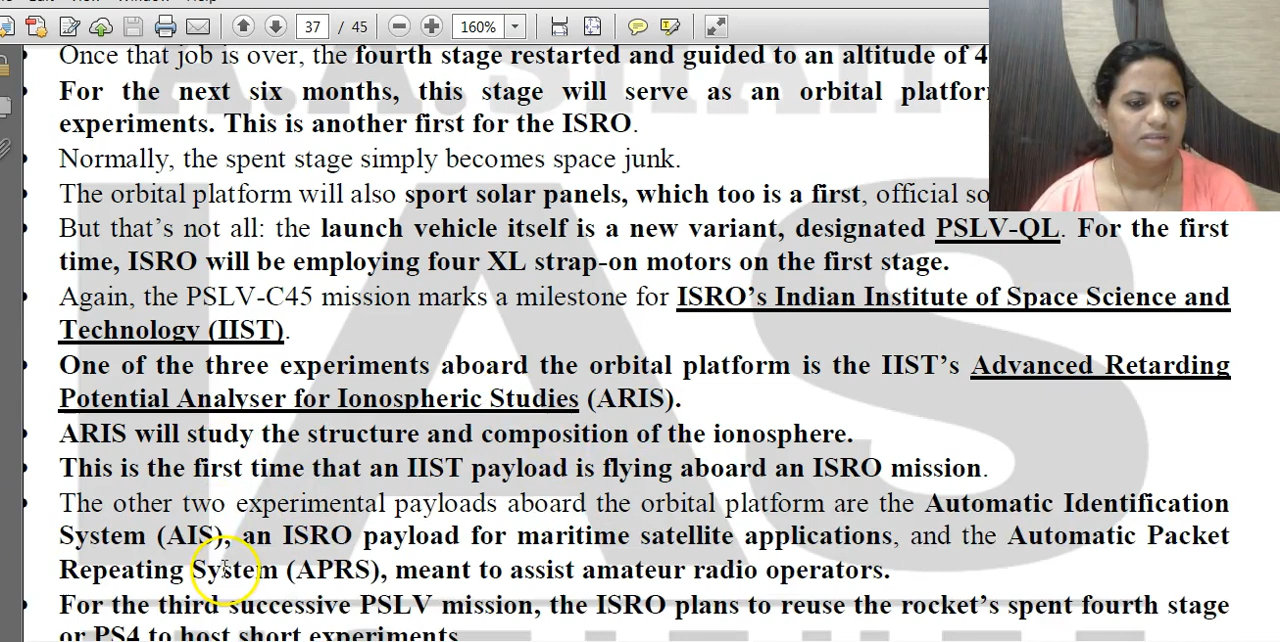 37 / 45 160%
Once that job is over, the fourth stage restarted and guided to an altitude of 4
For the next six months, this stage will serve as an orbital platfor
experiments. This is another first for the ISRO.
Normally, the spent stage simply becomes space junk.
The orbital platform will also sport solar panels, which too is a first, official so
But that's not all: the launch vehicle itself is a new variant, designated PSLV-QL. For the first
time, ISRO will be employing four XL strap-on motors on the first stage.
Again, the PSLV-C45 mission marks a milestone for ISRO's Indian Institute of Space Science and
Technology (IIST).
One of the three experiments aboard the orbital platform is the IIST's Advanced Retarding
Potential Analyser for Ionospheric Studies (ARIS).
ARIS will study the structure and composition of the ionosphere.
This is the first time that an IIST payload is flying aboard an ISRO mission.
The other two experimental payloads aboard the orbital platform are the Automatic Identification
System (AIS), an ISRO payload for maritime satellite applications, and the Automatic Packet
Repeating System (APRS), meant to assist amateur radio operators.
For the third successive PSLV mission, the ISRO plans to reuse the rocket's spent fourth stage
or PS4 to host short experiments.
IAS